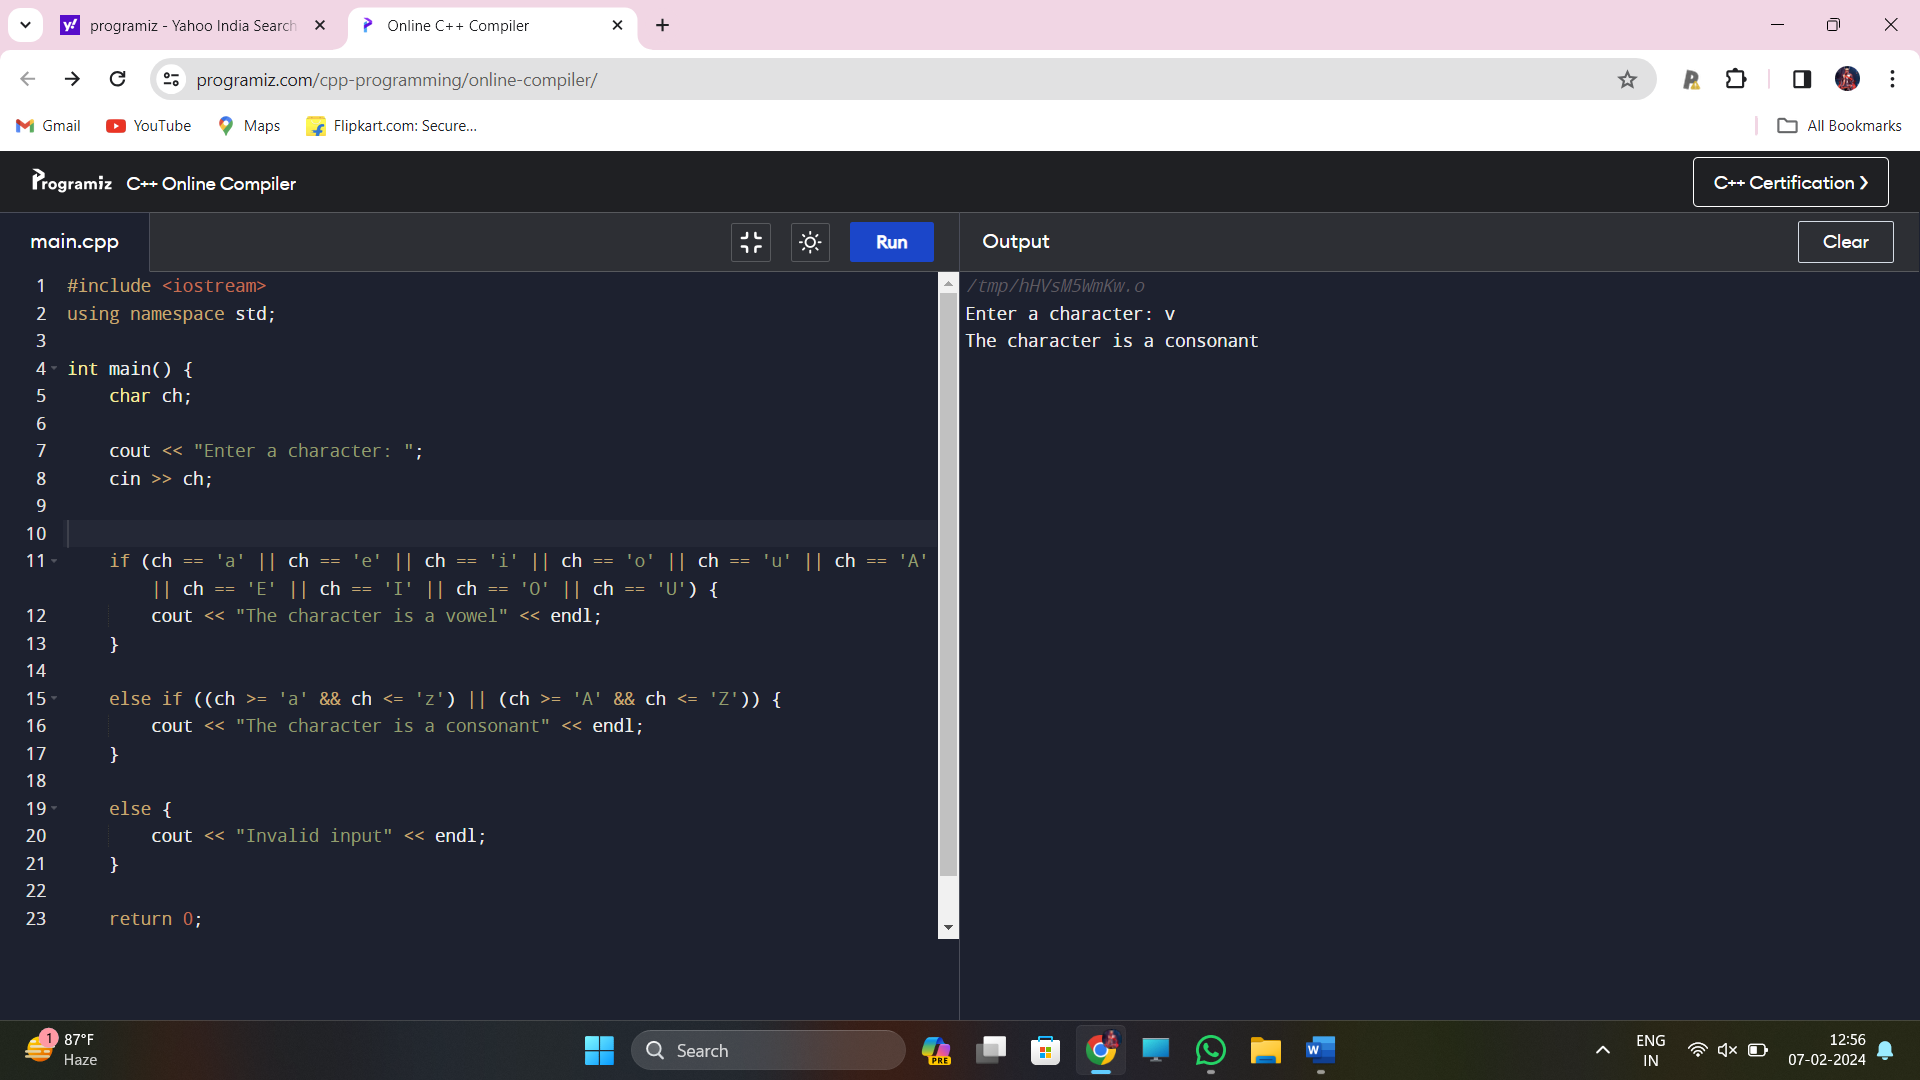 programiz - Yahoo India Search
Online C++ Compiler
programiz.com/cpp-programming/online-compiler/
Gmail
YouTube
Maps
Flipkart.com: Secure...
All Bookmarks
Programiz
C++ Online Compiler
C++ Certification
main.cpp
Run
Output
Clear
1 #include <iostream>
2 using namespace std;
3
4 int main() {
5 char ch;
6
7 cout << "Enter a character: ";
8 cin >> ch;
9
10
11 if (ch == 'a' || ch == 'e' || ch == 'i' || ch == 'o' || ch == 'u' || ch == 'A'
|| ch == 'E' || ch == 'I' || ch == 'O' || ch == 'U') {
12 cout << "The character is a vowel" << endl;
13 }
14
15 else if ((ch >= 'a' && ch <= 'z') || (ch >= 'A' && ch <= 'Z')) {
16 cout << "The character is a consonant" << endl;
17 }
18
19 else {
20 cout << "Invalid input" << endl;
21 }
22
23 return 0;
/tmp/hHVsM5WmKw.o
Enter a character: v
The character is a consonant
1
87°F
Haze
Search
PRE
W
ENG
IN
12:56
07-02-2024